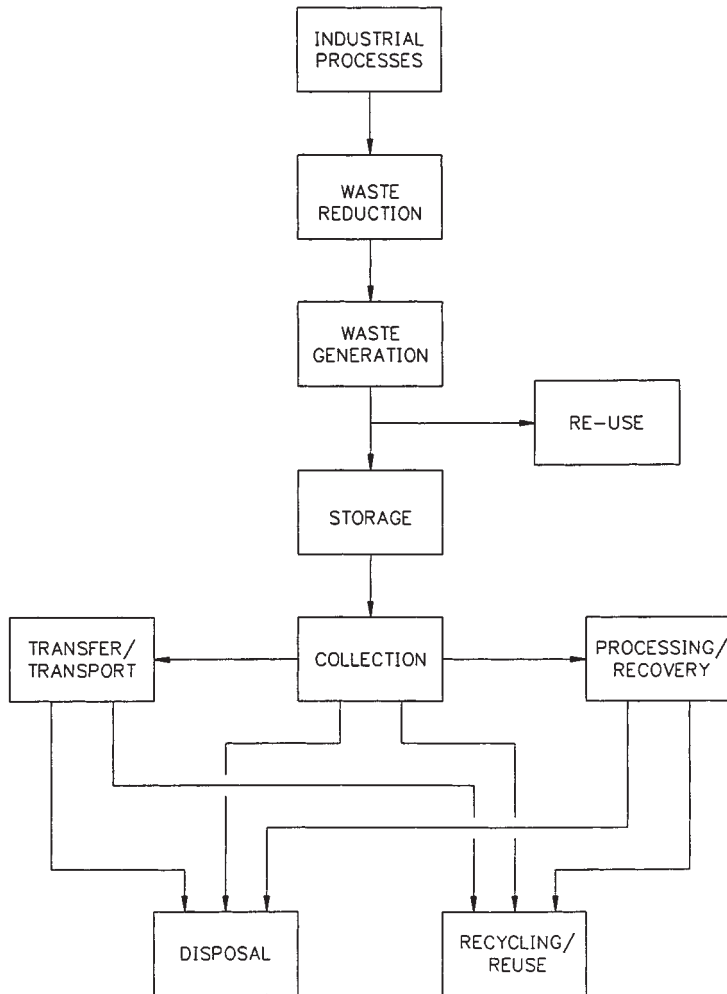 INDUSTRIAL
PROCESSES
WASTE
REDUCTION
WASTE
GENERATION
RE-USE
STORAGE
TRANSFER/
TRANSPORT
COLLECTION
PROCESSING/
RECOVERY
DISPOSAL
RECYCLING/
REUSE